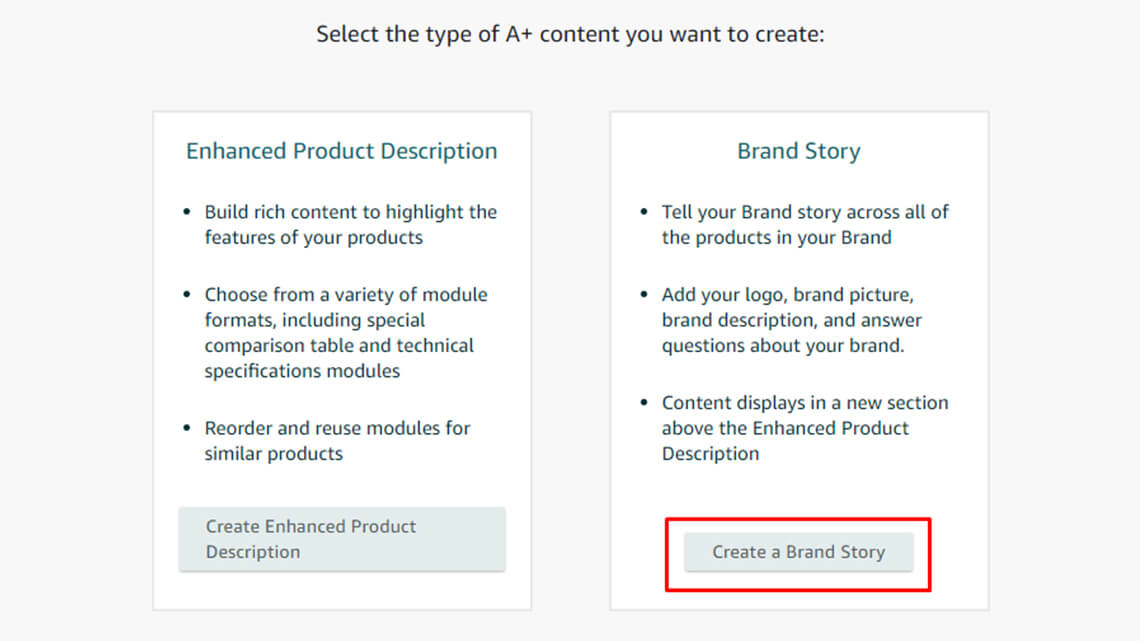 Select the type of A+ content you want to create:
Enhanced Product Description
• Build rich content to highlight the
features of your products
• Choose from a variety of module
formats, including special
comparison table and technical
specifications modules
• Reorder and reuse modules for
similar products
Create Enhanced Product
Description
Brand Story
• Tell your Brand story across all of
the products in your Brand
• Add your logo, brand picture,
brand description, and answer
questions about your brand.
• Content displays in a new section
above the Enhanced Product
Description
Create a Brand Story